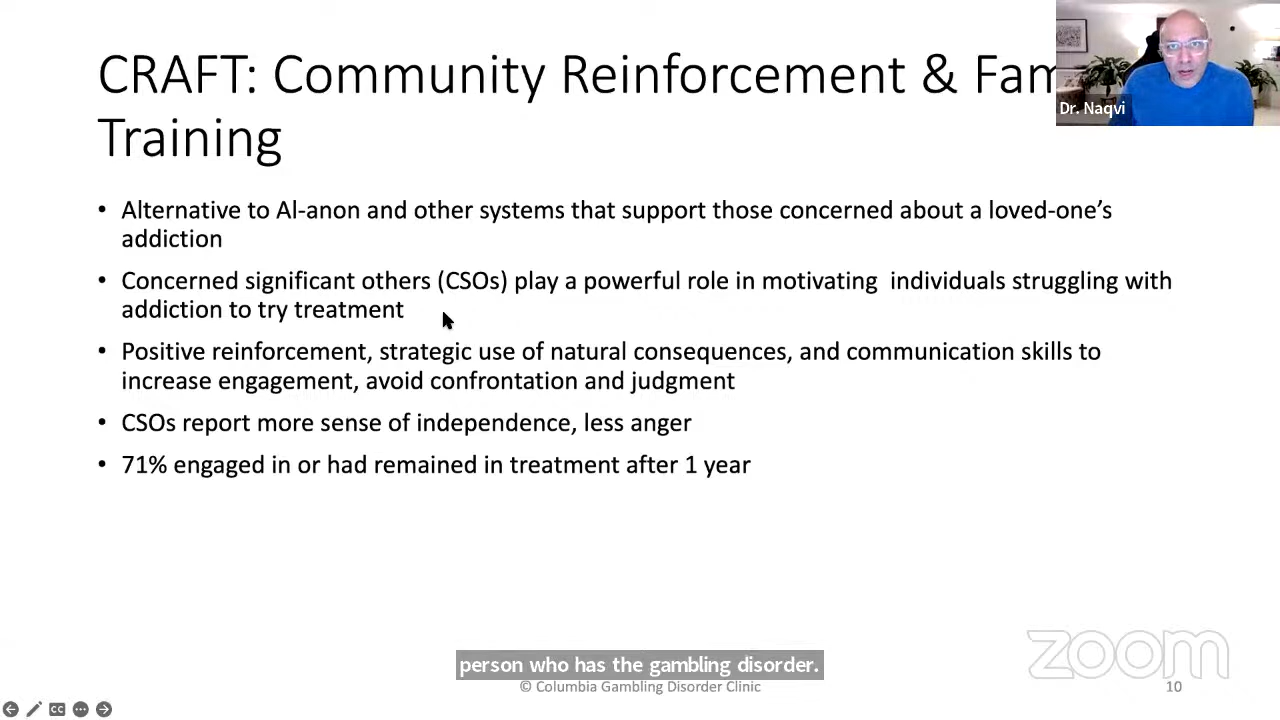 CRAFT: Community Reinforcement & Fam
Training
Dr. Naqvi
• Alternative to Al-anon and other systems that support those concerned about a loved-one’s
addiction
• Concerned significant others (CSOs) play a powerful role in motivating  individuals struggling with
addiction to try treatment
• Positive reinforcement, strategic use of natural consequences, and communication skills to
increase engagement, avoid confrontation and judgment
• CSOs report more sense of independence, less anger
• 71% engaged in or had remained in treatment after 1 year
person who has the gambling disorder.
zoom
© Columbia Gambling Disorder Clinic
10
CC